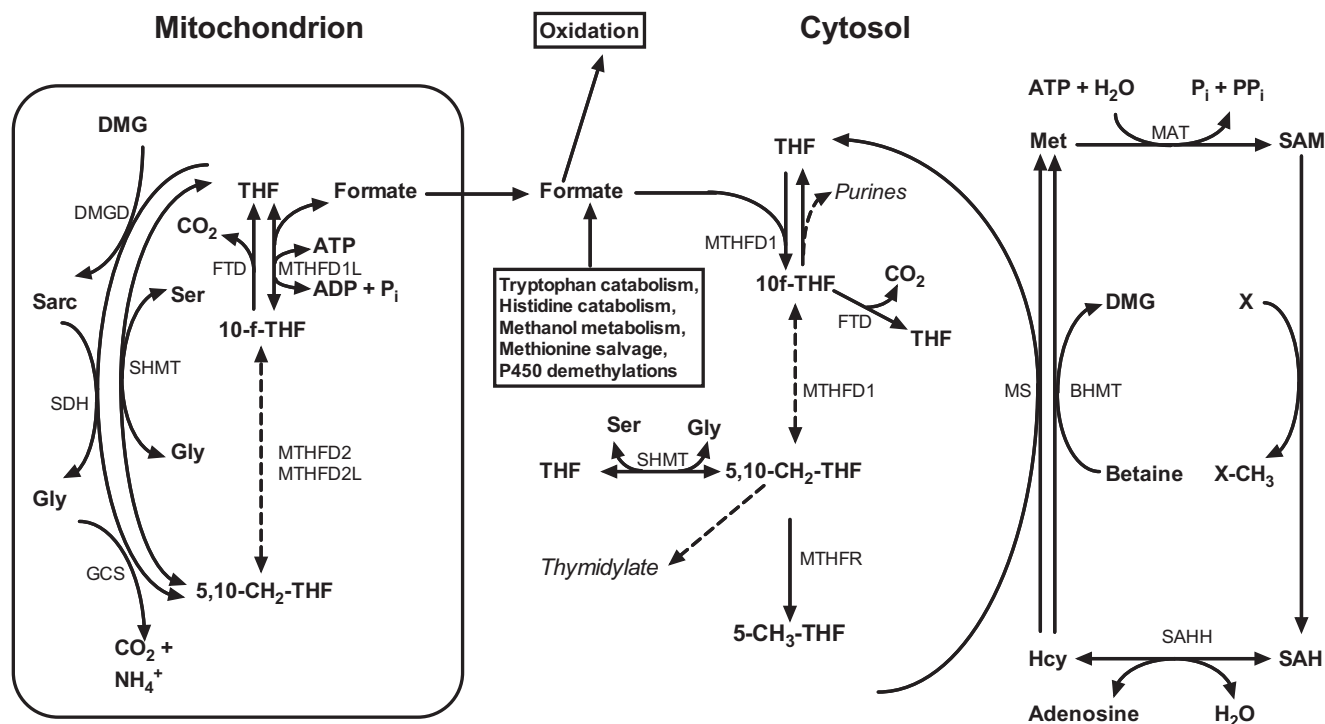 Mitochondrion
Oxidation
Cytosol
DMG
DMGD
Sarc
SDH
Gly
GCS
CO₂ +
NH₄⁺
SHMT
Ser
Gly
THF
CO₂
FTD
MTHFD1L
ATP
ADP + Pᵢ
10-f-THF
MTHFD2
MTHFD2L
5,10-CH₂-THF
Formate
Formate
Tryptophan catabolism,
Histidine catabolism,
Methanol metabolism,
Methionine salvage,
P450 demethylations
THF
Purines
MTHFD1
10f-THF
CO₂
FTD
THF
MTHFD1
Ser
Gly
SHMT
THF
5,10-CH₂-THF
Thymidylate
MTHFR
5-CH₃-THF
ATP + H₂O
Pᵢ + PPᵢ
Met
MAT
SAM
MS
BHMT
DMG
Betaine
X
X-CH₃
SAHH
Hcy
SAH
Adenosine
H₂O